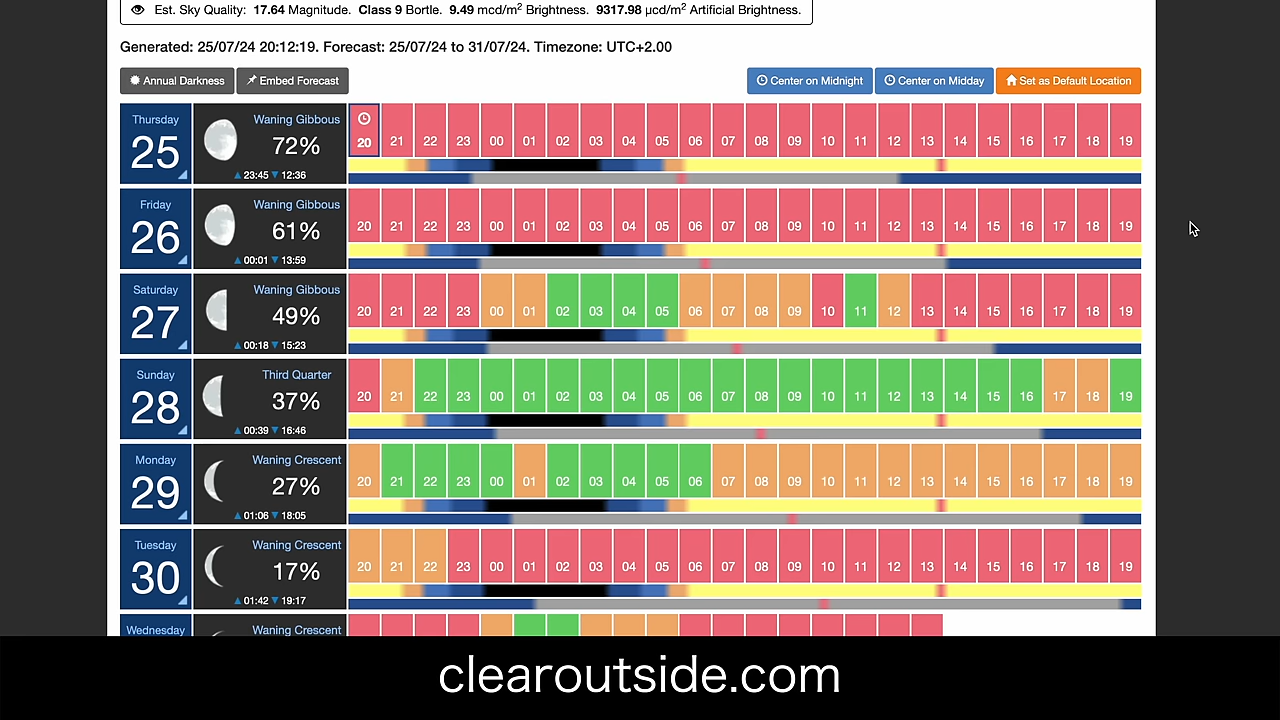 Est. Sky Quality: 17.64 Magnitude. Class 9 Bortle. 9.49 mcd/m² Brightness. 9317.98 μcd/m² Artificial Brightness.
Generated: 25/07/24 20:12:19. Forecast: 25/07/24 to 31/07/24. Timezone: UTC+2.00
Annual Darkness Embed Forecast Center on Midnight Center on Midday Set as Default Location
Thursday Waning Gibbous
25 72% 20 21 22 23 00 01 02 03 04 05 06 07 08 09 10 11 12 13 14 15 16 17 18 19
▲23:45 ▼12:36
Friday Waning Gibbous
26 61% 20 21 22 23 00 01 02 03 04 05 06 07 08 09 10 11 12 13 14 15 16 17 18 19
▲00:01 ▼13:59
Saturday Waning Gibbous
27 49% 20 21 22 23 00 01 02 03 04 05 06 07 08 09 10 11 12 13 14 15 16 17 18 19
▲00:18 ▼15:23
Sunday Third Quarter
28 37% 20 21 22 23 00 01 02 03 04 05 06 07 08 09 10 11 12 13 14 15 16 17 18 19
▲00:39 ▼16:46
Monday Waning Crescent
29 27% 20 21 22 23 00 01 02 03 04 05 06 07 08 09 10 11 12 13 14 15 16 17 18 19
▲01:06 ▼18:05
Tuesday Waning Crescent
30 17% 20 21 22 23 00 01 02 03 04 05 06 07 08 09 10 11 12 13 14 15 16 17 18 19
▲01:42 ▼19:17
Wednesday Waning Crescent
clearoutside.com